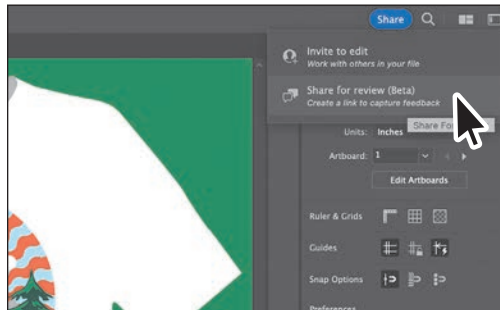 Share
Invite to edit
Work with others in your file
Share for review (Beta)
Create a link to capture feedback
Share Fo
Units: Inches
Artboard: 1
Edit Artboards
Ruler & Grids
Guides
Snap Options
Preferences